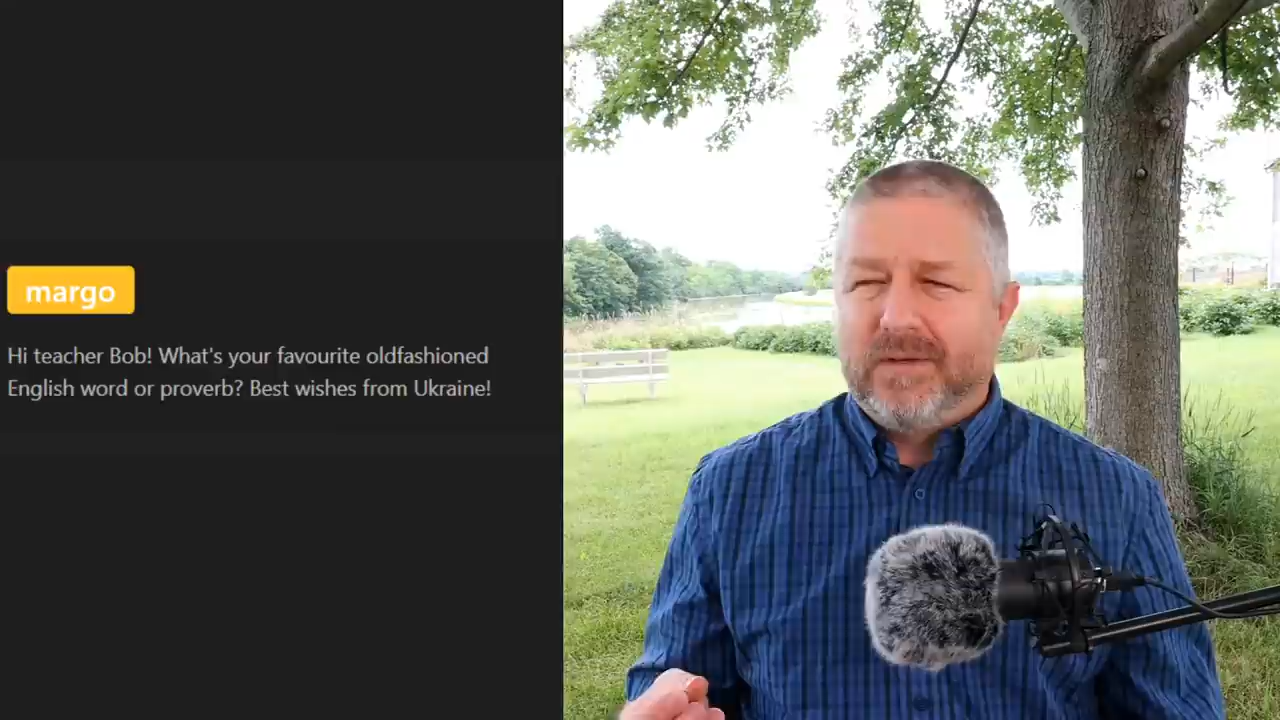 margo
Hi teacher Bob! What's your favourite oldfashioned
English word or proverb? Best wishes from Ukraine!